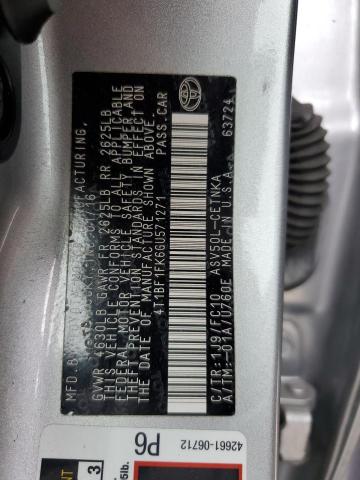 MFD. BY
MANUFACTURING,
GVWR 4630LB GAWR FR 2625LB RR 2625LB
THIS VEHICLE CONFORMS TO ALL APPLICABLE
FEDERAL MOTOR VEHICLE SAFETY, BUMPER, AND
THEFT PREVENTION STANDARDS IN EFFECT ON
THE DATE OF MANUFACTURE SHOWN ABOVE.
4T1BF1FK6GU571271 PASS.CAR
C/TR:1J9/FC10 ASV50L-CETNKA
A/TM:-01A/U760E MADE IN U.S.A. 63724
42661-06712
P6
3